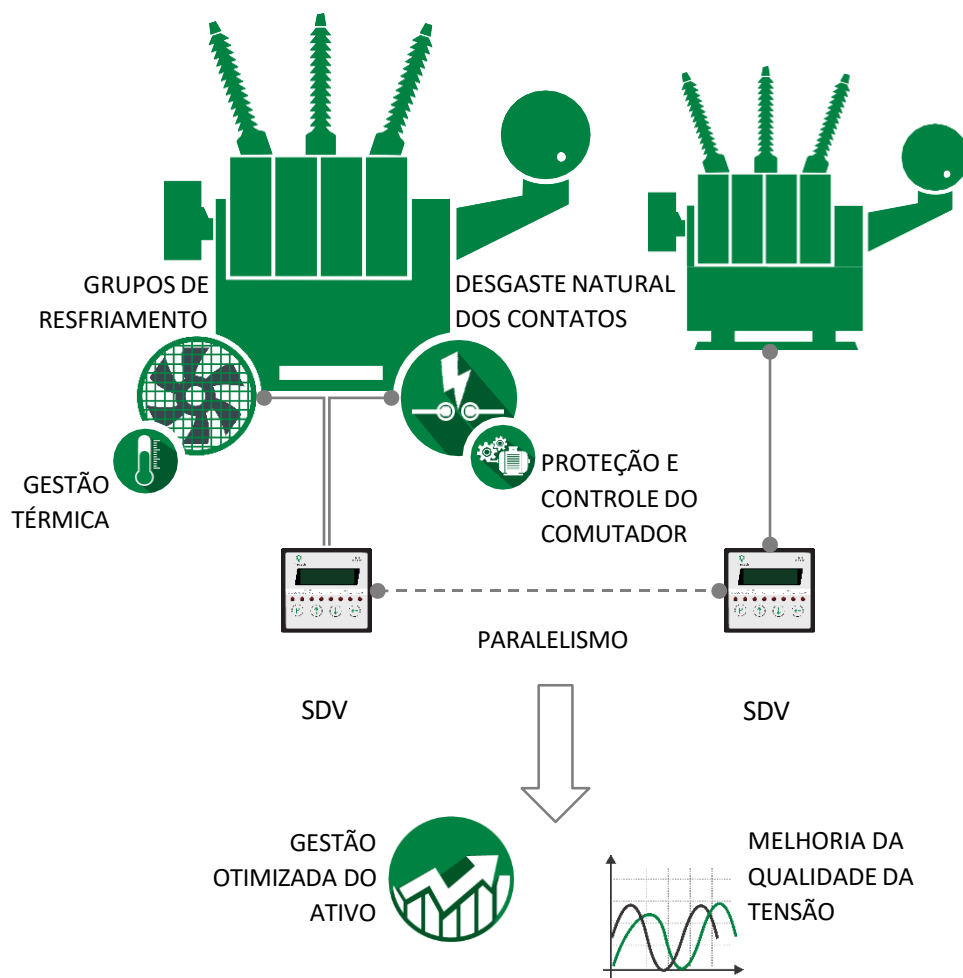 GRUPOS DE
RESFRIAMENTO
DESGASTE NATURAL
DOS CONTATOS
GESTÃO
TÉRMICA
PROTEÇÃO E
CONTROLE DO
COMUTADOR
PARALELISMO
SDV
SDV
GESTÃO
OTIMIZADA DO
ATIVO
MELHORIA DA
QUALIDADE DA
TENSÃO